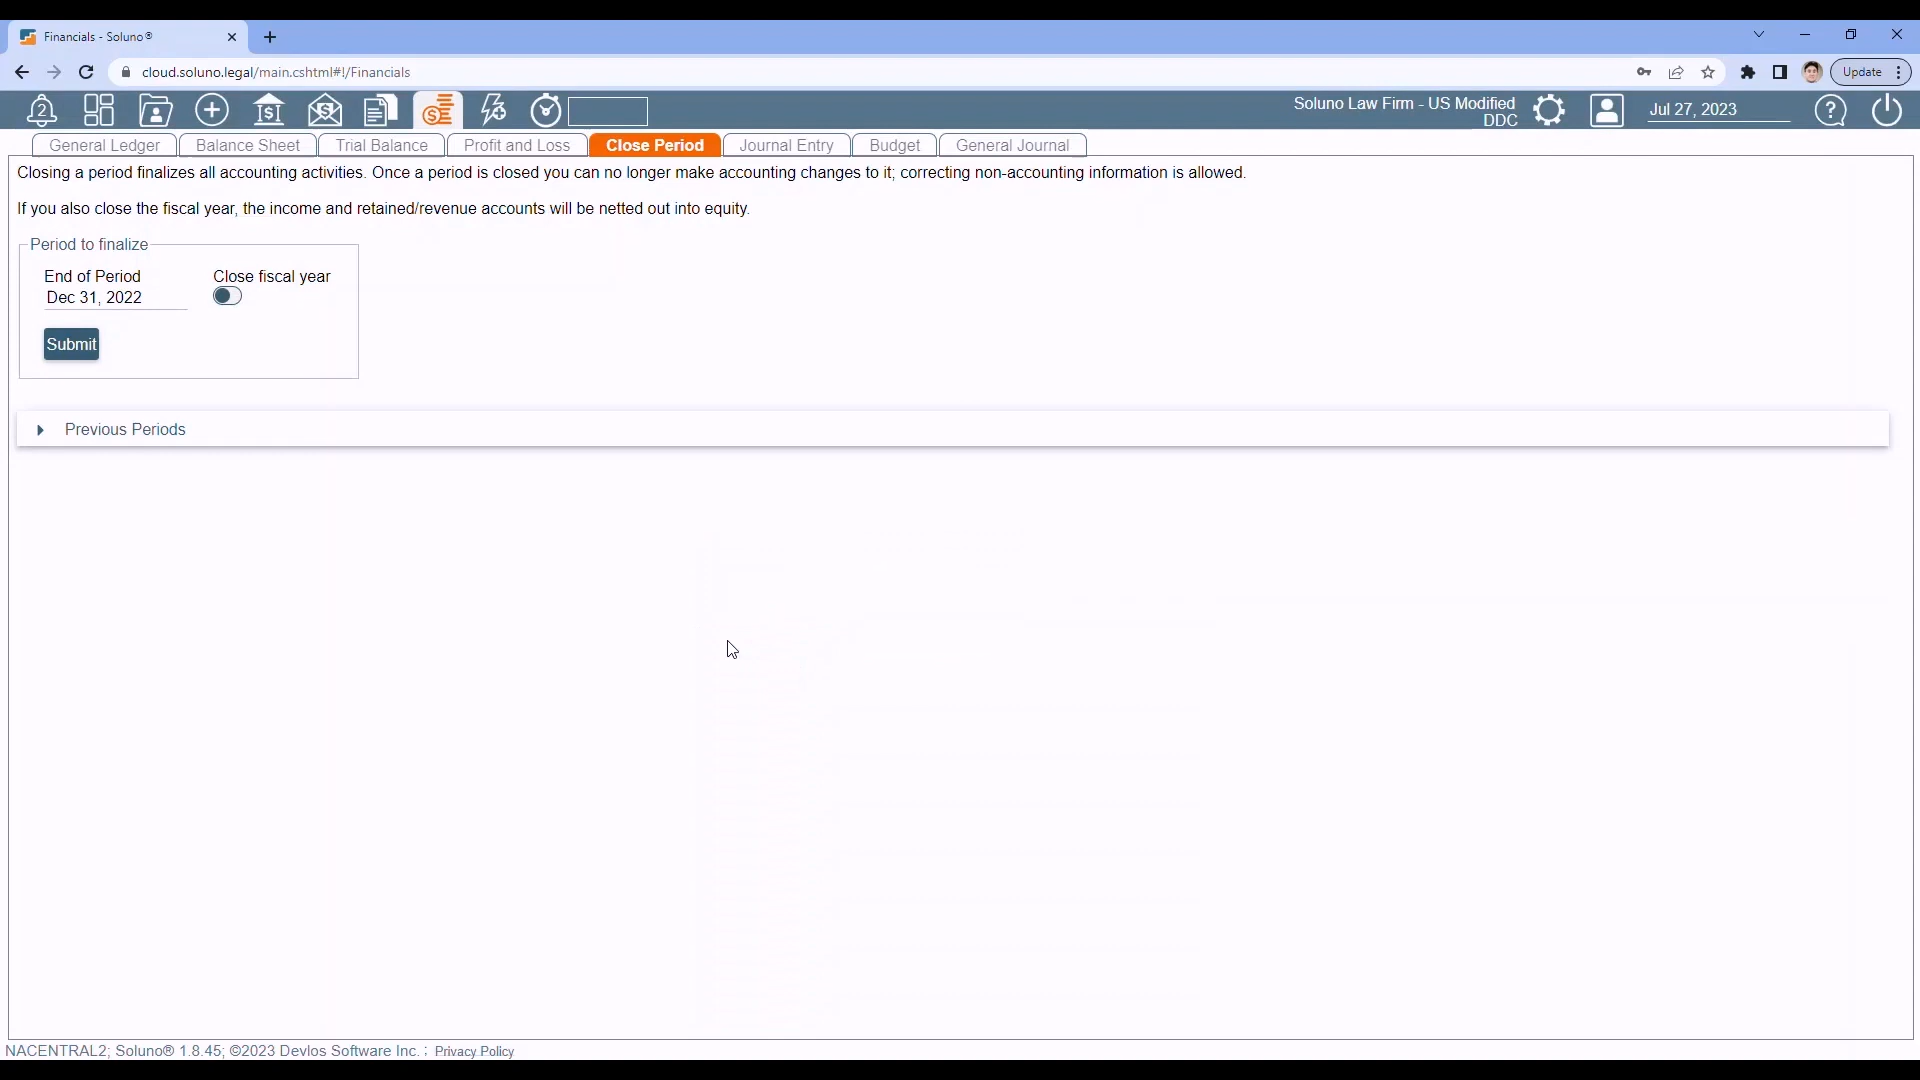 Financials - Soluno®
cloud.soluno.legal/main.cshtml#!/Financials
Update
2
Soluno Law Firm - US Modified
DDC
Jul 27, 2023
General Ledger
Balance Sheet
Trial Balance
Profit and Loss
Close Period
Journal Entry
Budget
General Journal
Closing a period finalizes all accounting activities. Once a period is closed you can no longer make accounting changes to it; correcting non-accounting information is allowed.
If you also close the fiscal year, the income and retained/revenue accounts will be netted out into equity.
Period to finalize
End of Period
Close fiscal year
Dec 31, 2022
Submit
Previous Periods
NACENTRAL2; Soluno® 1.8.45; ©2023 Devlos Software Inc. ; Privacy Policy